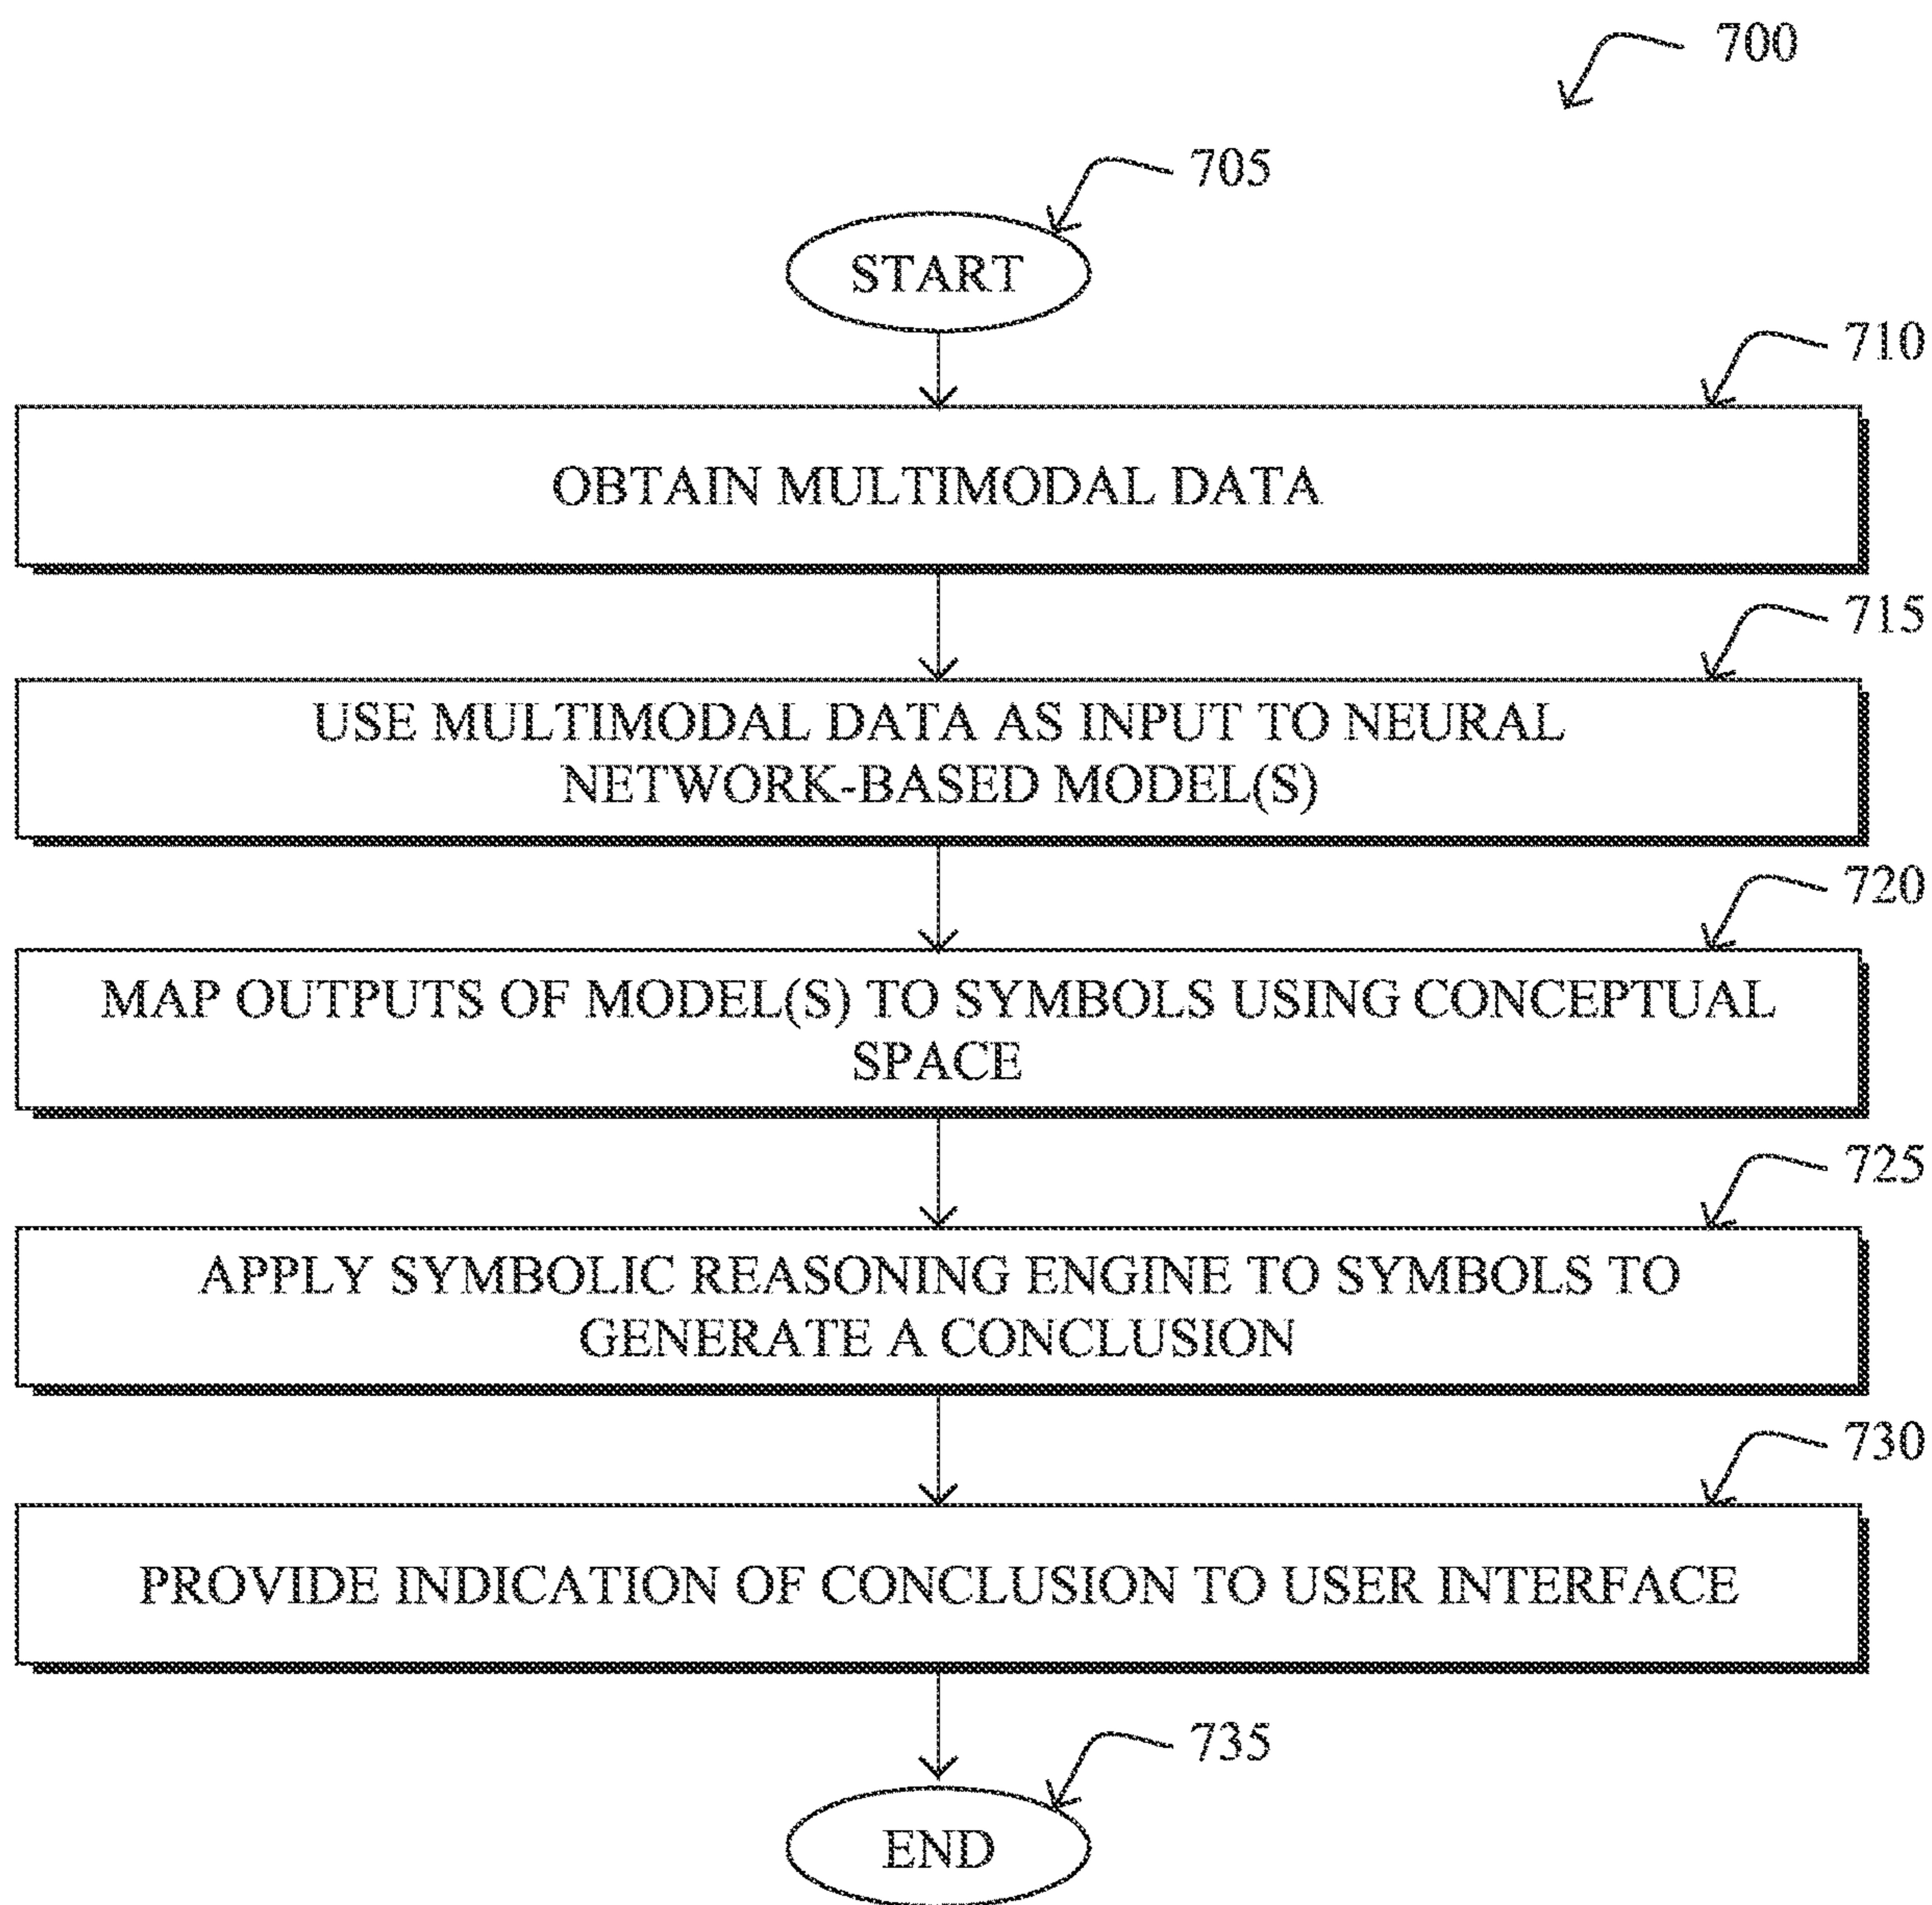 700
705
START
710
OBTAIN MULTIMODAL DATA
715
USE MULTIMODAL DATA AS INPUT TO NEURAL
NETWORK-BASED MODEL(S)
720
MAP OUTPUTS OF MODEL(S) TO SYMBOLS USING CONCEPTUAL
SPACE
725
APPLY SYMBOLIC REASONING ENGINE TO SYMBOLS TO
GENERATE A CONCLUSION
730
PROVIDE INDICATION OF CONCLUSION TO USER INTERFACE
735
END